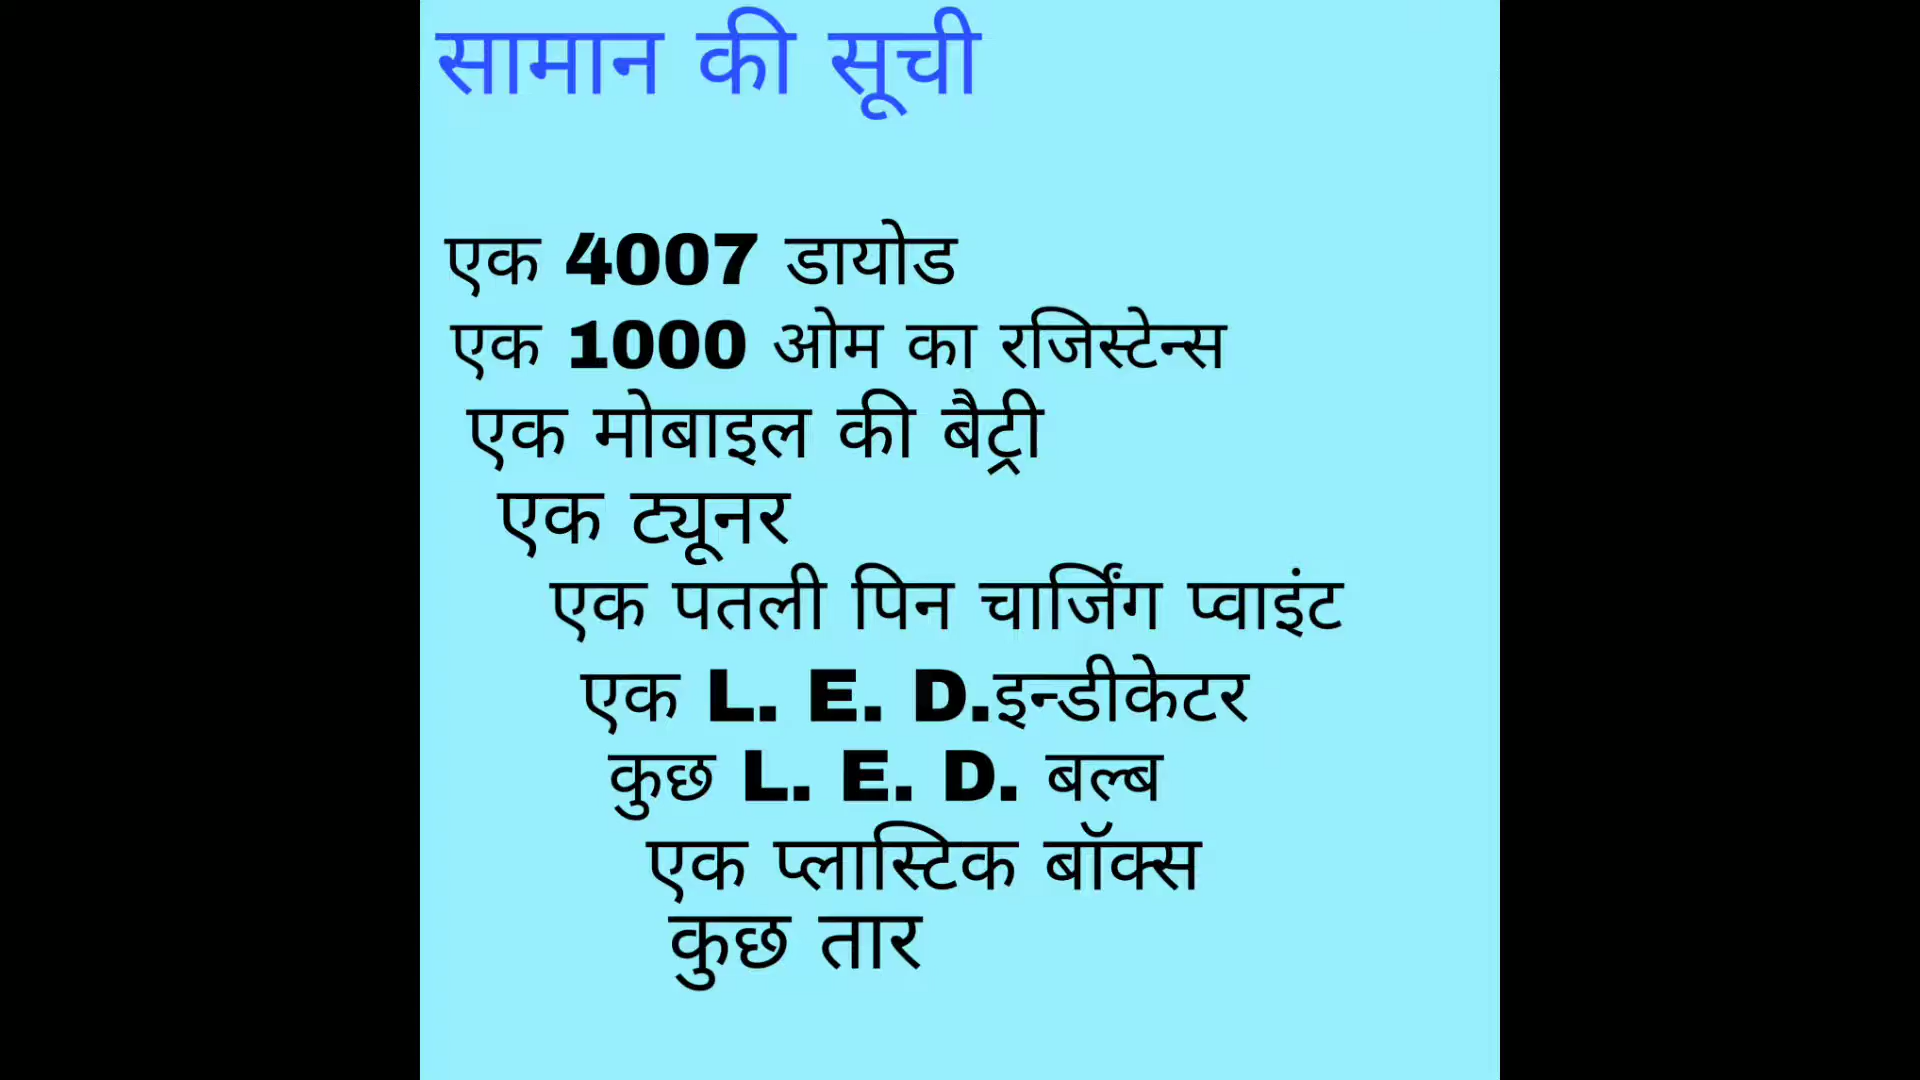 सामान की सूची
एक 4007 डायोड
एक 1000 ओम का रजिस्टेन्स
एक मोबाइल की बैट्री
एक ट्यूनर
एक पतली पिन चार्जिंग प्वाइंट
एक L. E. D.इन्डीकेटर
कुछ L. E. D. बल्ब
एक प्लास्टिक बॉक्स
कुछ तार